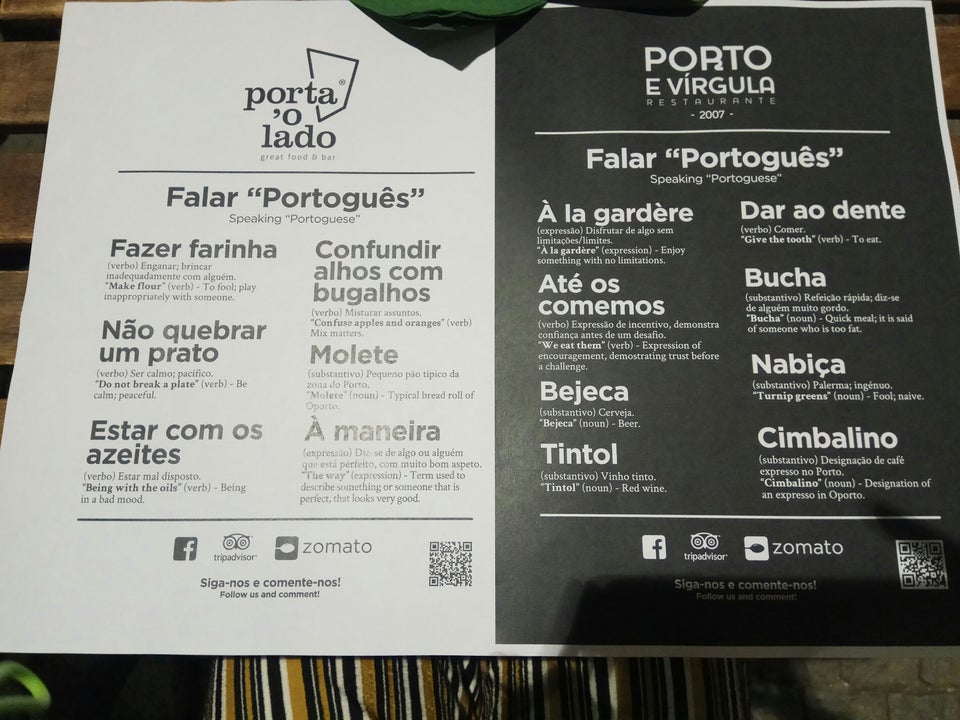 porta
'O
lado
great food & bar
Falar “Portoguês”
Speaking “Portoguese”
Fazer farinha
(verbo) Enganar; brincar
inadequadamente com alguém.
“Make flour” (verb) - To fool; play
inappropriately with someone.
Não quebrar
um prato
(verbo) Ser calmo; pacífico.
“Do not break a plate” (verb) - Be
calm; peaceful.
Estar com os
azeites
(verbo) Estar mal disposto.
“Being with the oils” (verb) - Being
in a bad mood.
Confundir
alhos com
bugalhos
(verbo) Misturar assuntos.
“Confuse apples and oranges” (verb)
Mix matters.
Molete
(substantivo) Pequeno pão típico da
zona do Porto.
“Molete” (noun) - Typical bread roll of
Oporto.
À maneira
(expressão) Diz-se de algo ou alguém
que está perfeito, com muito bom aspeto.
“The way” (expression) - Term used to
describe something or someone that is
perfect, that looks very good.
tripadvisor
zomato
Siga-nos e comente-nos!
Follow us and comment!
PORTO
E VÍRGULA
RESTAURANTE
- 2007 -
Falar “Portoguês”
Speaking “Portoguese”
À la gardère
(expressão) Disfrutar de algo sem
limitações/limites.
“À la gardère” (expression) - Enjoy
something with no limitations.
Até os
comemos
(verbo) Expressão de incentivo, demonstra
confiança antes de um desafio.
“We eat them” (verb) - Expression of
encouragement, demostrating trust before
a challenge.
Bejeca
(substantivo) Cerveja.
“Bejeca” (noun) - Beer.
Tintol
(substantivo) Vinho tinto.
“Tintol” (noun) - Red wine.
Dar ao dente
(verbo) Comer.
“Give the tooth” (verb) - To eat.
Bucha
(substantivo) Refeição rápida; diz-se
de alguém muito gordo.
“Bucha” (noun) - Quick meal; it is said
of someone who is too fat.
Nabiça
(substantivo) Palerma; ingénuo.
“Turnip greens” (noun) - Fool; naive.
Cimbalino
(substantivo) Designação de café
expresso no Porto.
“Cimbalino” (noun) - Designation of
an expresso in Oporto.
tripadvisor
zomato
Siga-nos e comente-nos!
Follow us and comment!